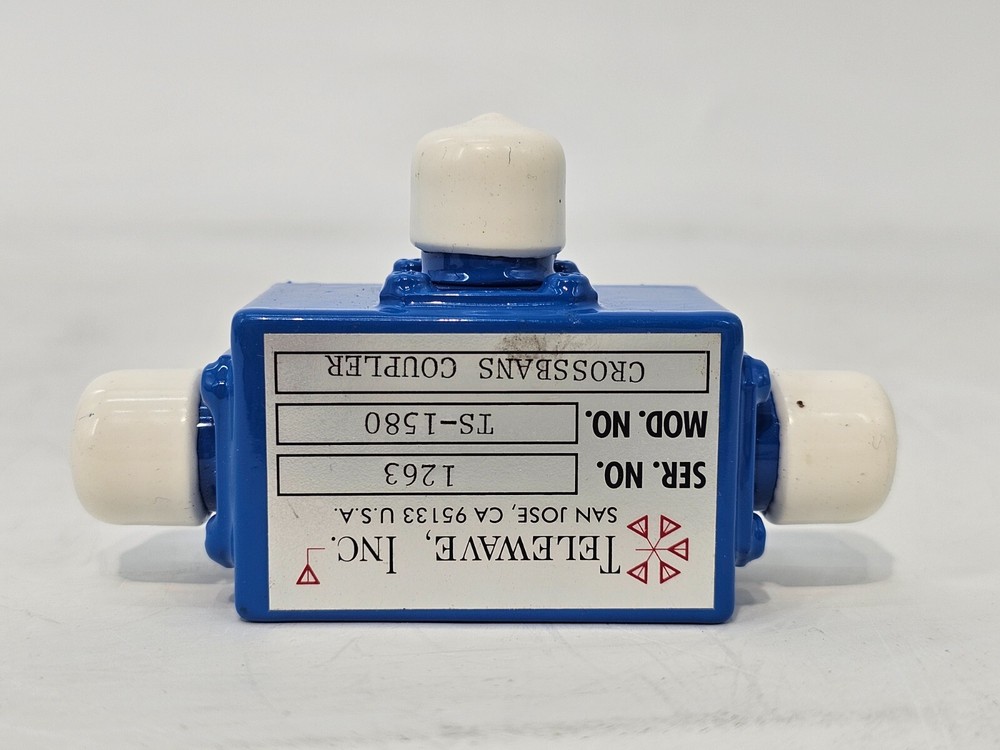 TELEWAVE, INC.
SAN JOSE, CA 95133 U.S.A.
SER. NO. 1263
MOD. NO. TS-1580
CROSSBANS COUPLER